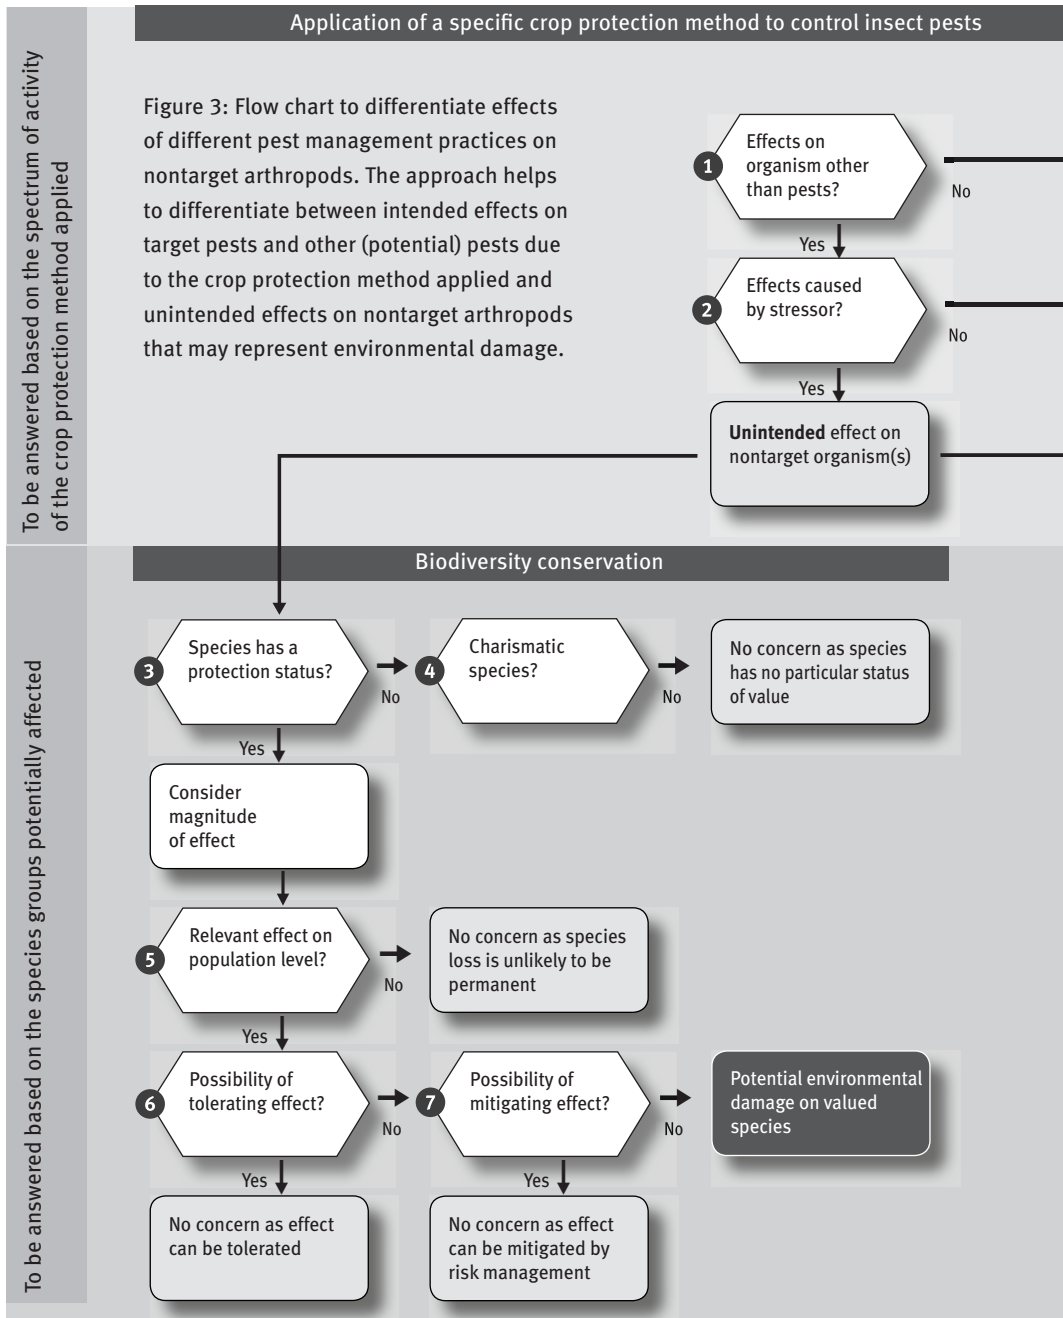 Application of a specific crop protection method to control insect pests
To be answered based on the spectrum of activity
of the crop protection method applied
Figure 3: Flow chart to differentiate effects
of different pest management practices on
nontarget arthropods. The approach helps
to differentiate between intended effects on
target pests and other (potential) pests due
to the crop protection method applied and
unintended effects on nontarget arthropods
that may represent environmental damage.
1
Effects on
organism other
than pests?
No
Yes
2
Effects caused
by stressor?
No
Yes
Unintended effect on
nontarget organism(s)
Biodiversity conservation
To be answered based on the species groups potentially affected
3
Species has a
protection status?
No
4
Charismatic
species?
No
No concern as species
has no particular status
of value
Yes
Consider
magnitude
of effect
5
Relevant effect on
population level?
No
No concern as species
loss is unlikely to be
permanent
Yes
6
Possibility of
tolerating effect?
No
7
Possibility of
mitigating effect?
No
Potential environmental
damage on valued
species
Yes
Yes
No concern as effect
can be tolerated
No concern as effect
can be mitigated by
risk management